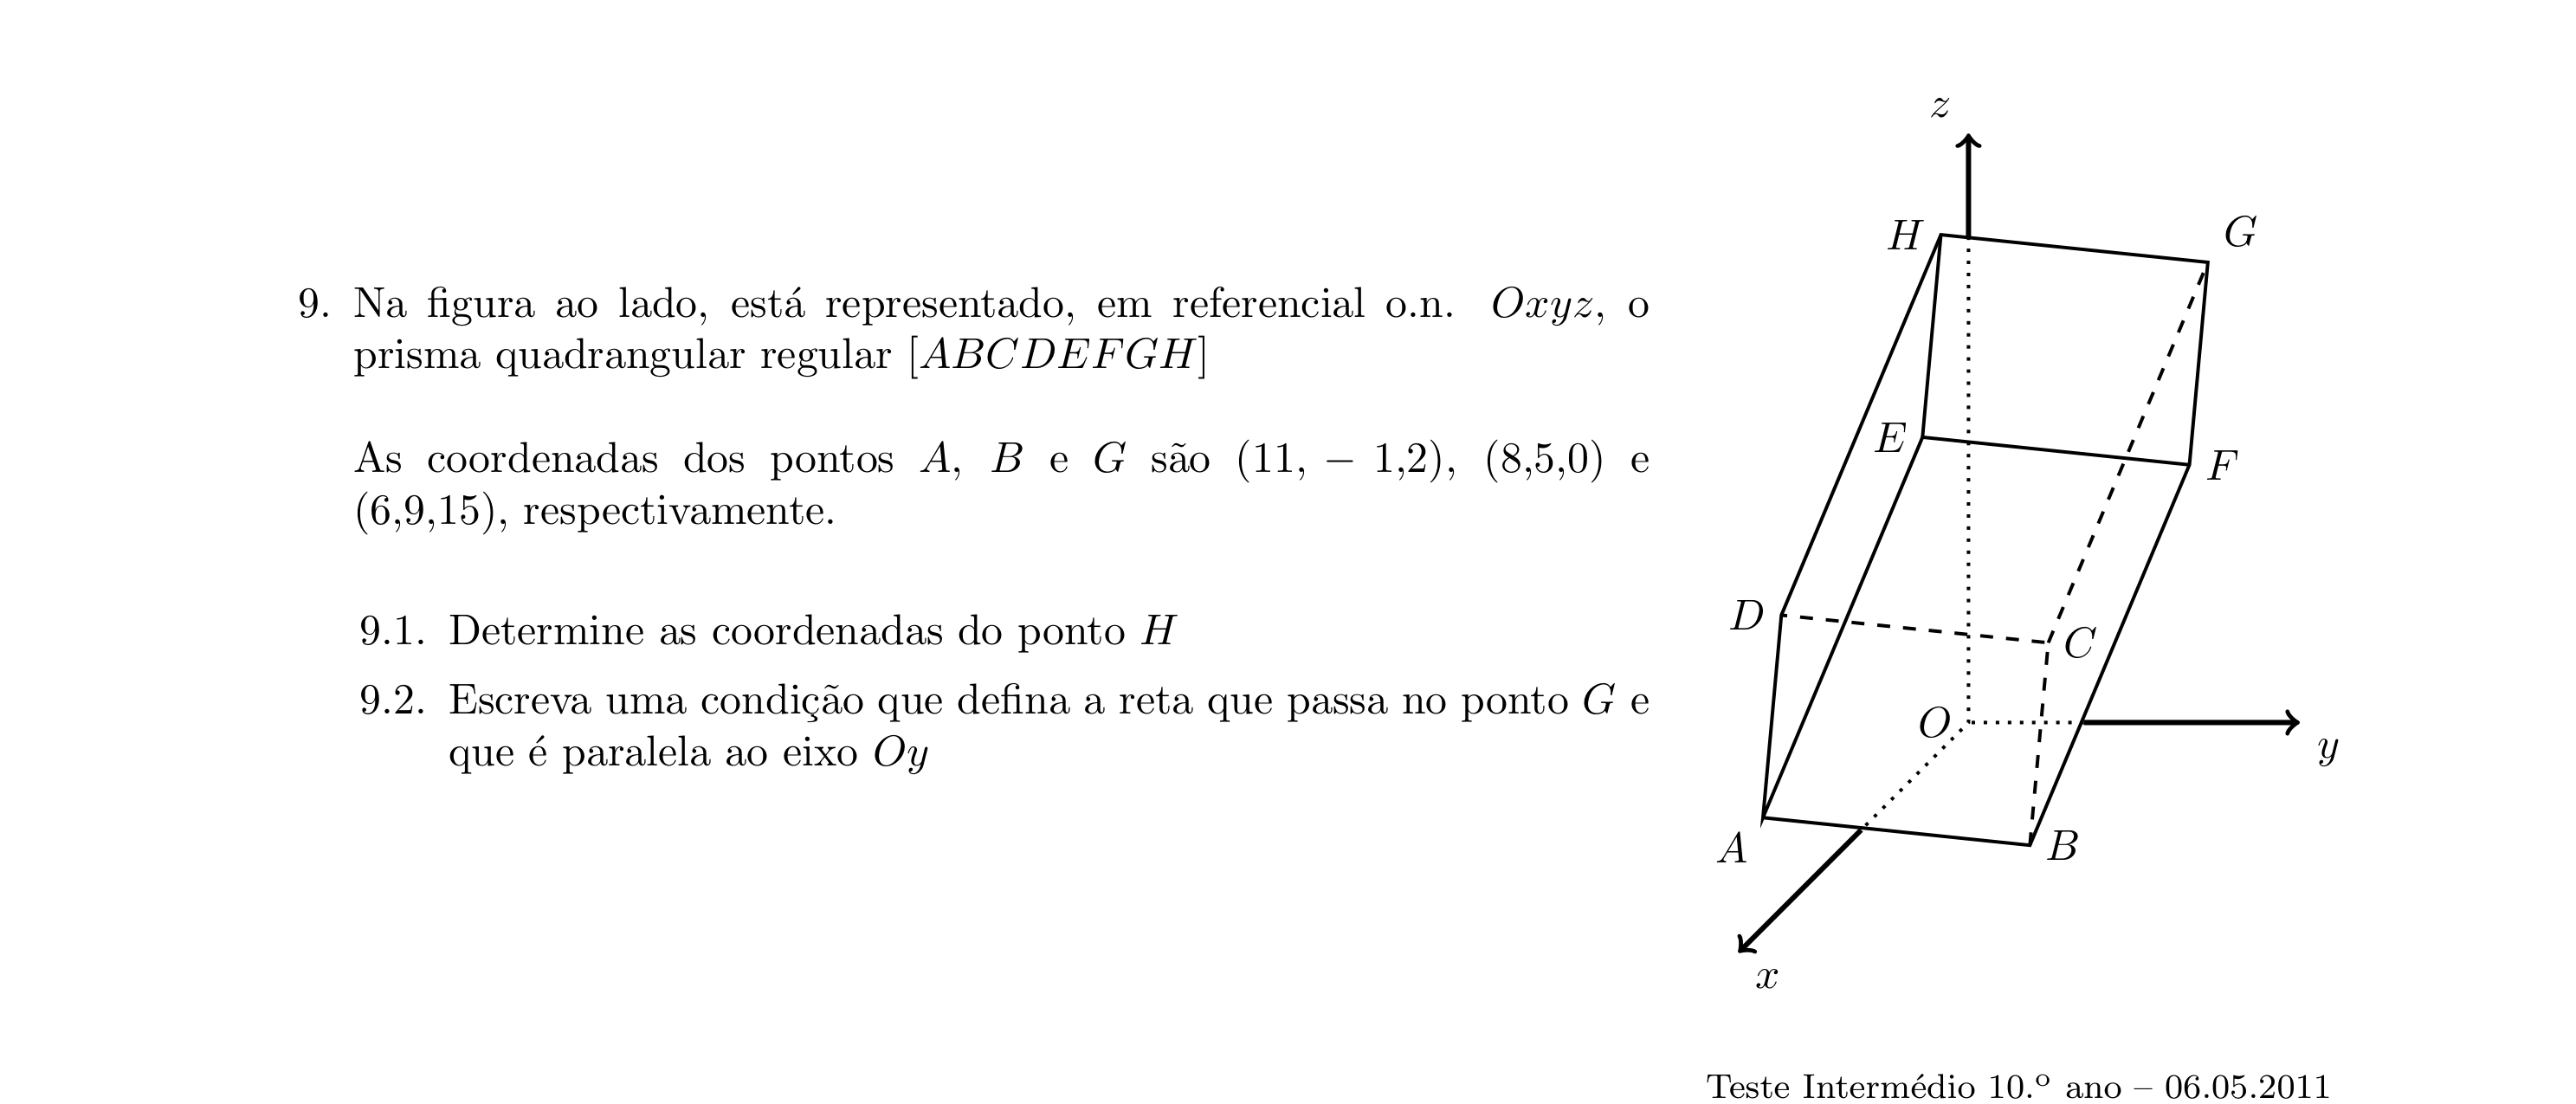 9. Na figura ao lado, está representado, em referencial o.n. Oxyz, o
prisma quadrangular regular [ABCDEFGH]
As coordenadas dos pontos A, B e G são (11, − 1,2), (8,5,0) e
(6,9,15), respectivamente.
9.1. Determine as coordenadas do ponto H
9.2. Escreva uma condição que defina a reta que passa no ponto G e
que é paralela ao eixo Oy
z
H
G
E
F
D
C
O
y
A
B
x
Teste Intermédio 10.º ano – 06.05.2011